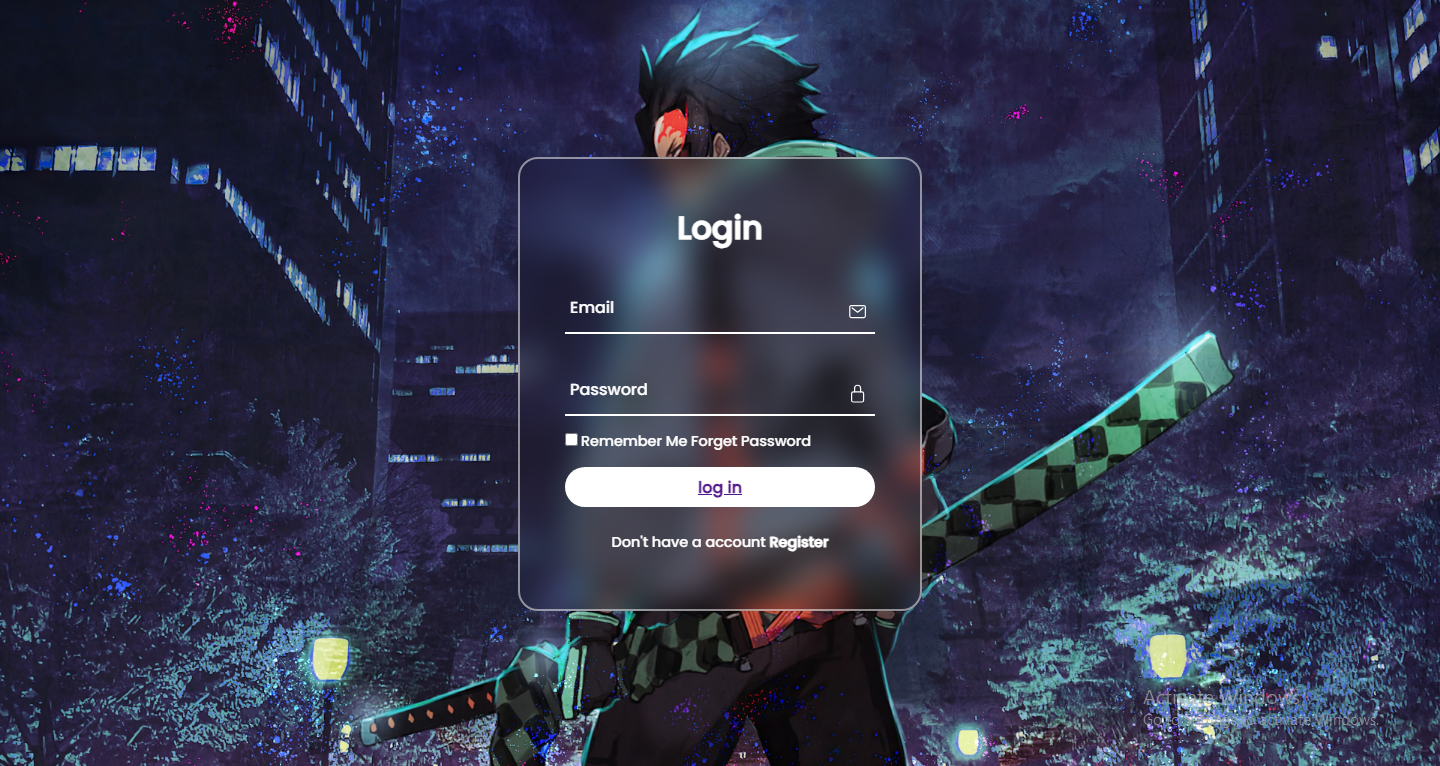 Login
Email
Password
Remember Me Forget Password
log in
Don't have a account Register
Activate Windows
Go to Settings to activate Windows.